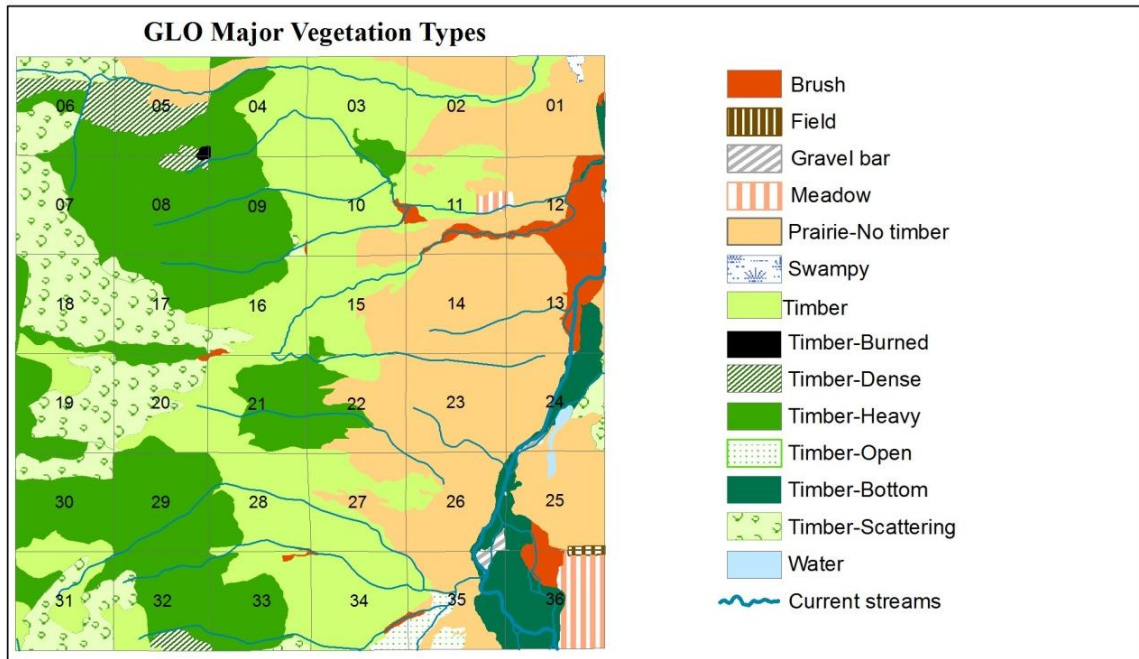 GLO Major Vegetation Types
06 05 04 03 02 01
07 08 09 10 11 12
18 17 16 15 14 13
19 20 21 22 23 24
30 29 28 27 26 25
31 32 33 34 35 36
Brush
Field
Gravel bar
Meadow
Prairie-No timber
Swampy
Timber
Timber-Burned
Timber-Dense
Timber-Heavy
Timber-Open
Timber-Bottom
Timber-Scattering
Water
Current streams